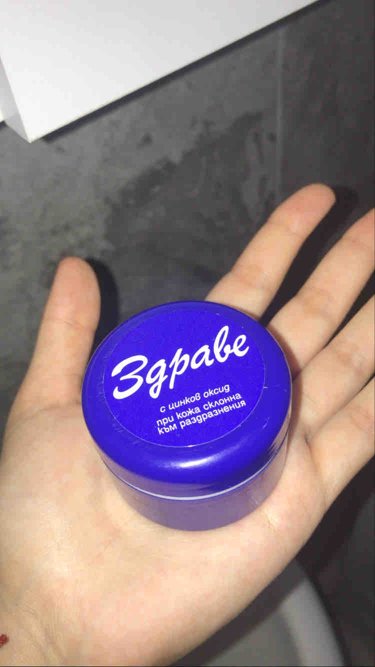 Здраве
с цинков оксид
при кожа склонна
към раздразнения